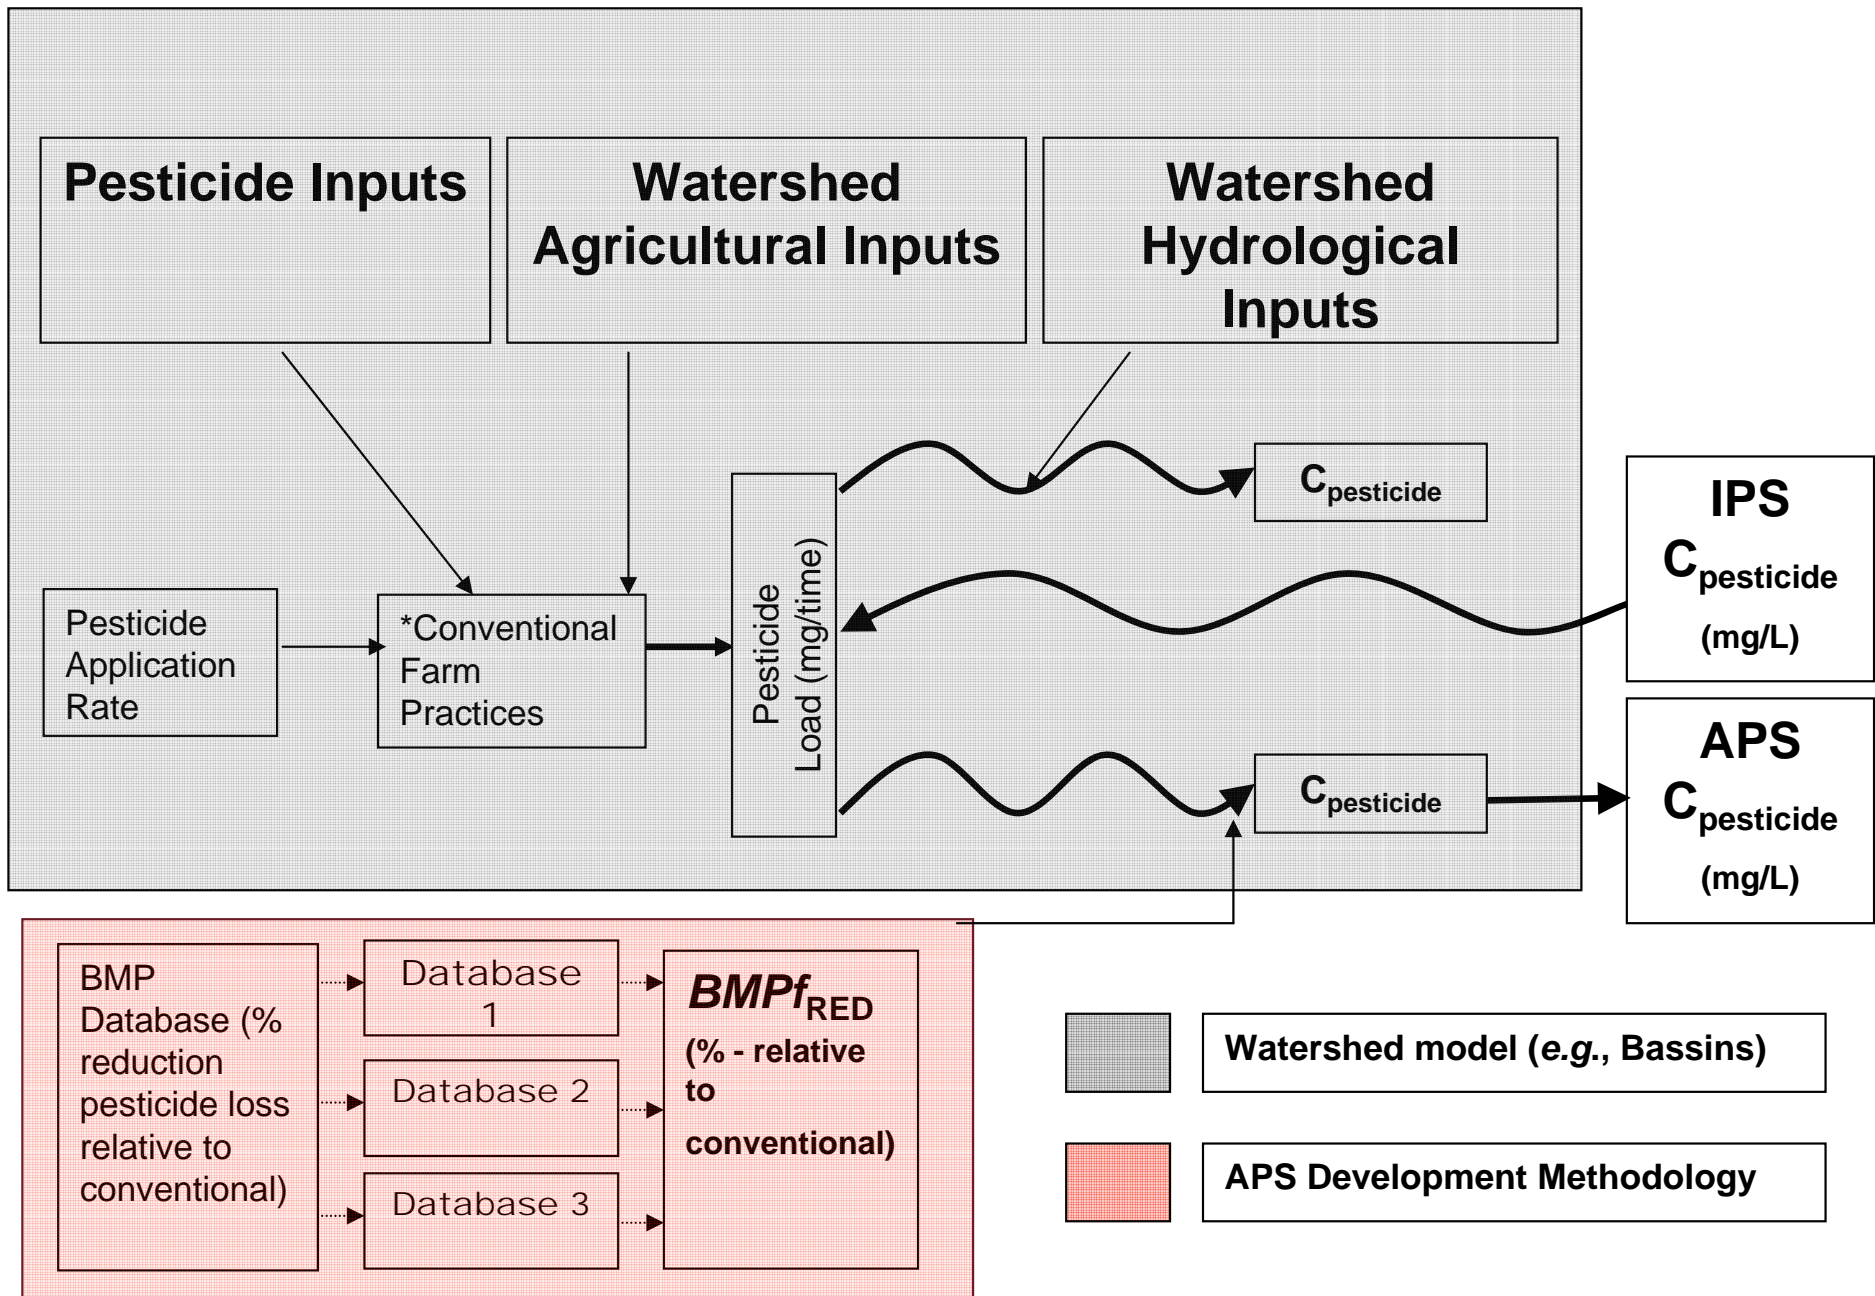 Pesticide Inputs
Watershed
Agricultural Inputs
Watershed
Hydrological
Inputs
Cpesticide
IPS
Cpesticide
(mg/L)
Pesticide
Application
Rate
*Conventional
Farm
Practices
Pesticide
Load (mg/time)
Cpesticide
APS
Cpesticide
(mg/L)
BMP
Database (%
reduction
pesticide loss
relative to
conventional)
Database
1
Database 2
Database 3
BMPfRED
(% - relative
to
conventional)
Watershed model (e.g., Bassins)
APS Development Methodology